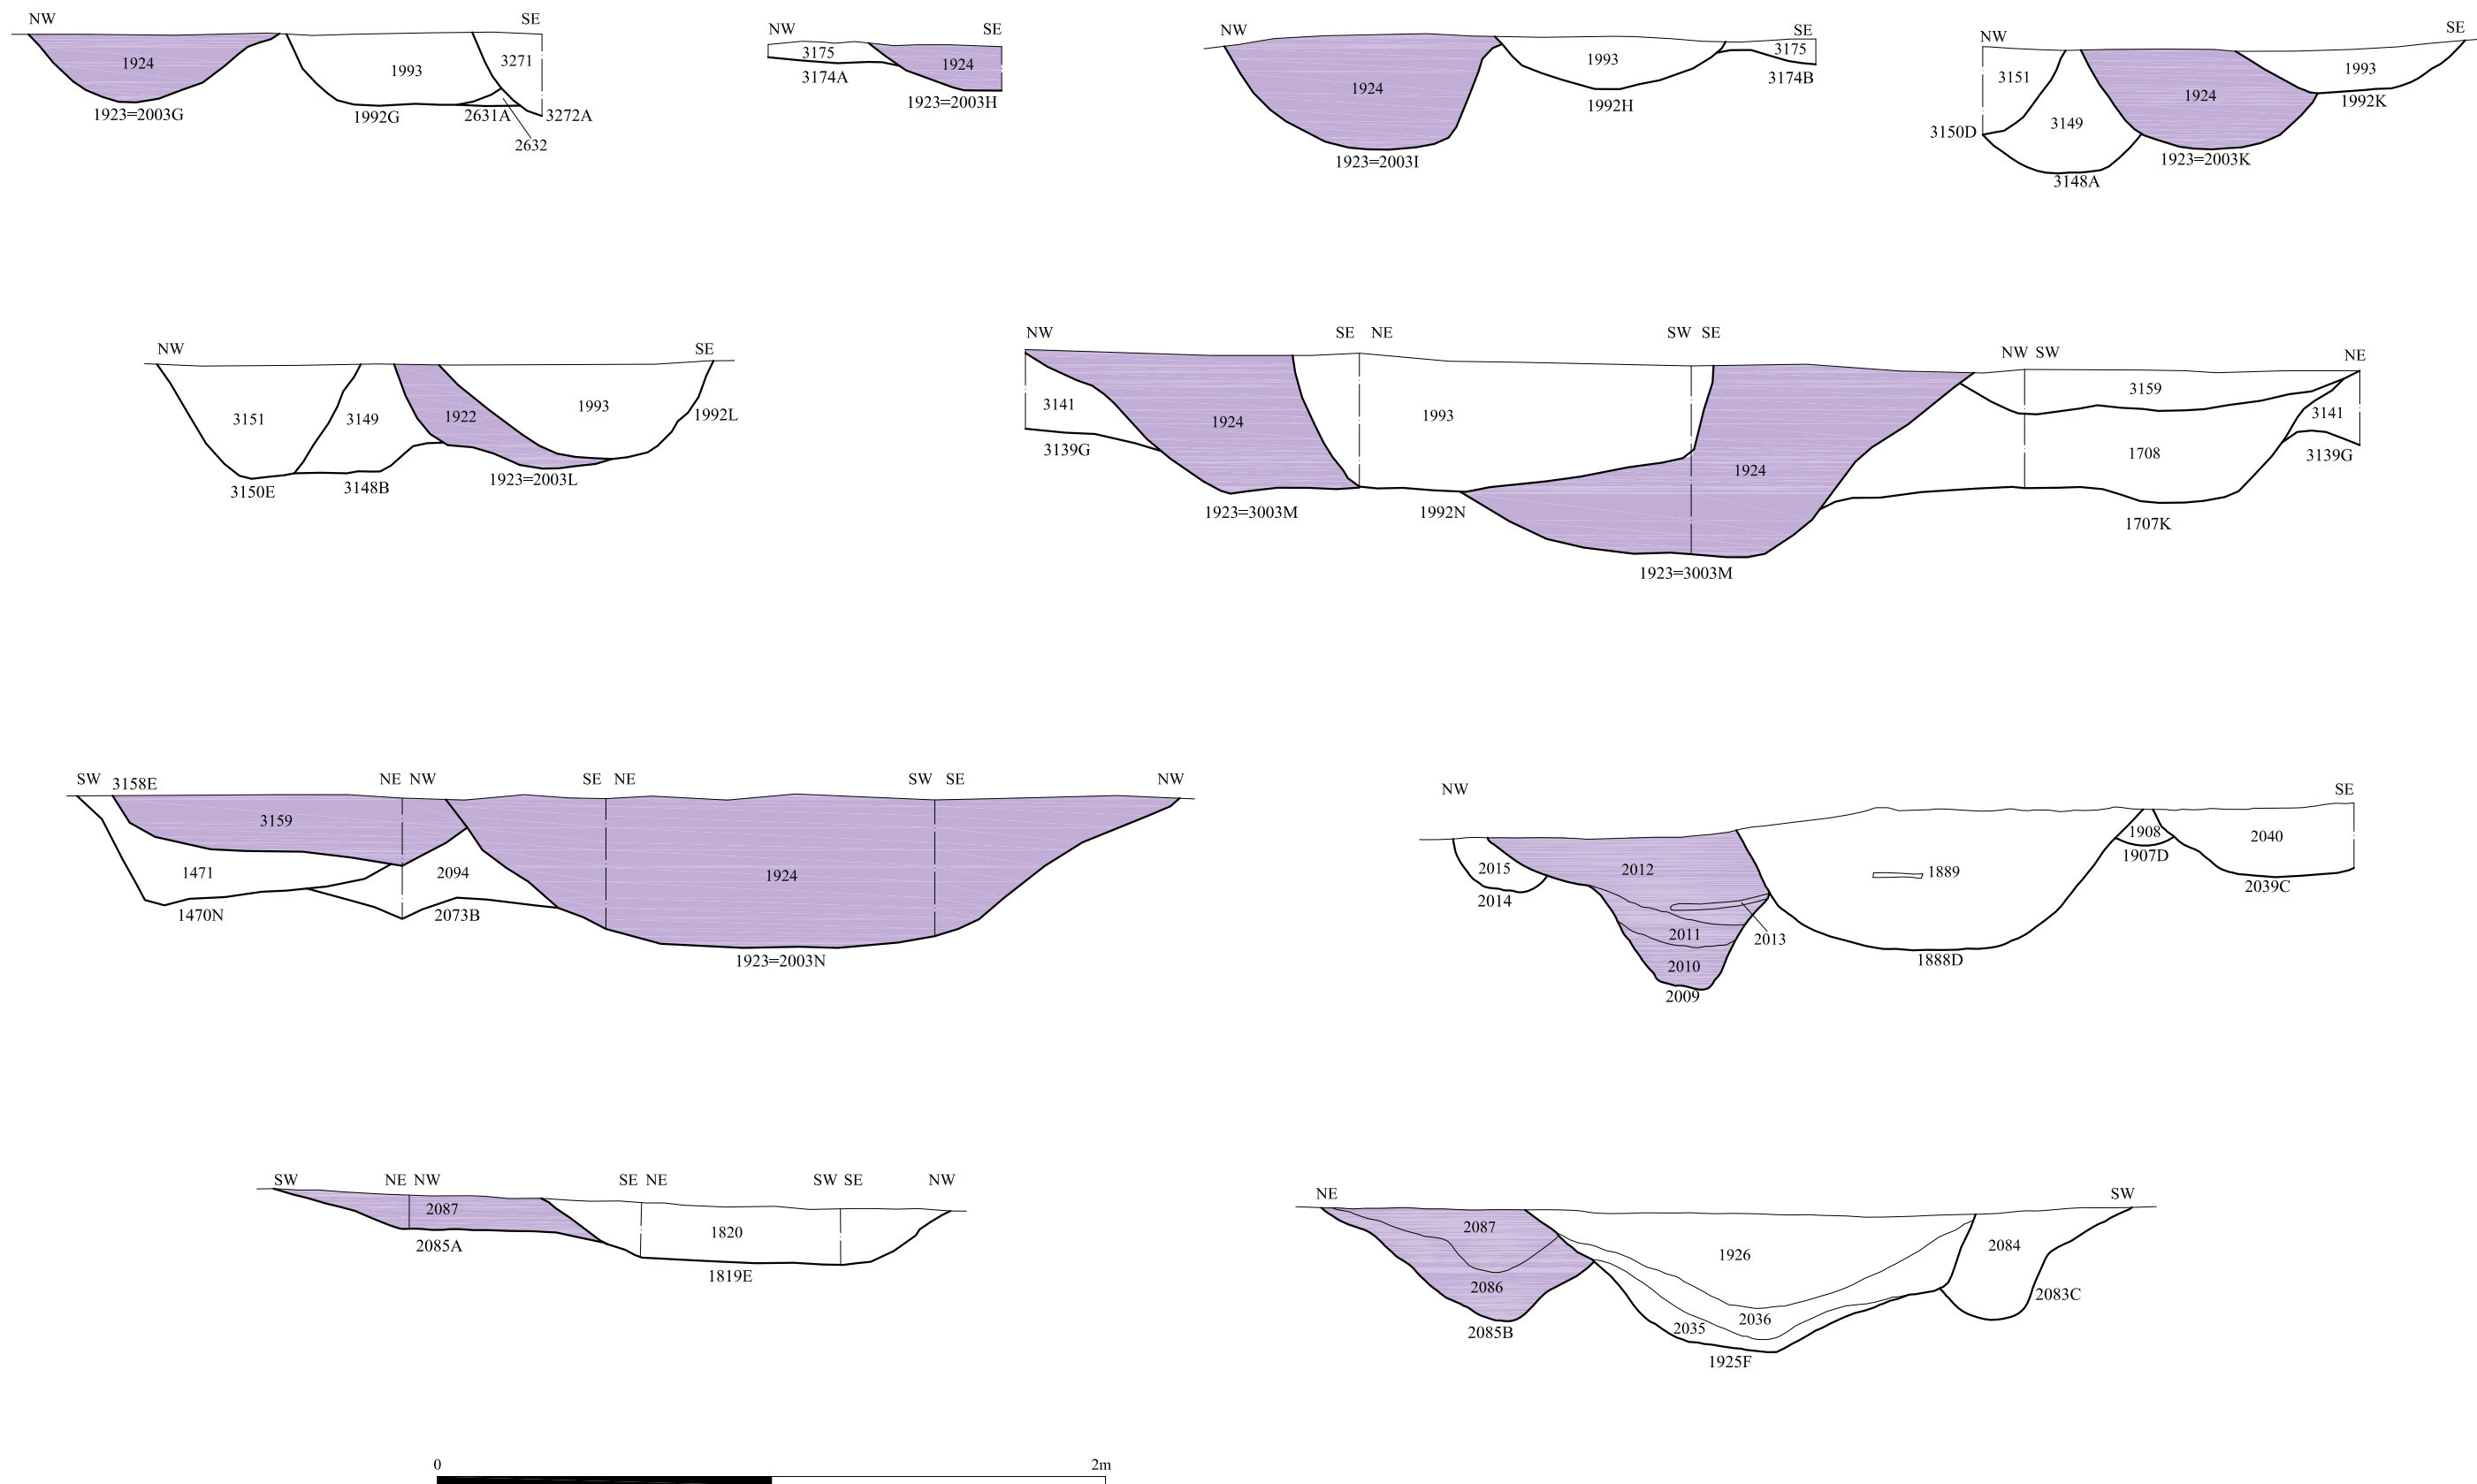 NW SE
1924 1993 3271
1923=2003G 1992G 2631A 3272A
2632
NW SE
3175 1924
3174A 1923=2003H
NW SE
1924 1993 3175
1923=2003I 1992H 3174B
NW SE
3151 3149 1924 1993
3150D 3148A 1923=2003K 1992K
NW SE
3151 3149 1922 1993
3150E 3148B 1923=2003L 1992L
NW SE NE SW SE NW SW NE
3141 1924 1993 1924 3159 1708 3141
3139G 1923=3003M 1992N 1923=3003M 1707K 3139G
SW 3158E NE NW SE NE SW SE NW
3159 1471 2094 1924
1470N 2073B 1923=2003N
NW SE
2015 2012 1889 1908 2040
2014 2011 2013 1907D 2039C
2010 1888D
2009
SW NE NW SE NE SW SE NW
2087 1820
2085A 1819E
NE SW
2087 1926 2084
2086 2036 2083C
2085B 2035
1925F
0 2m